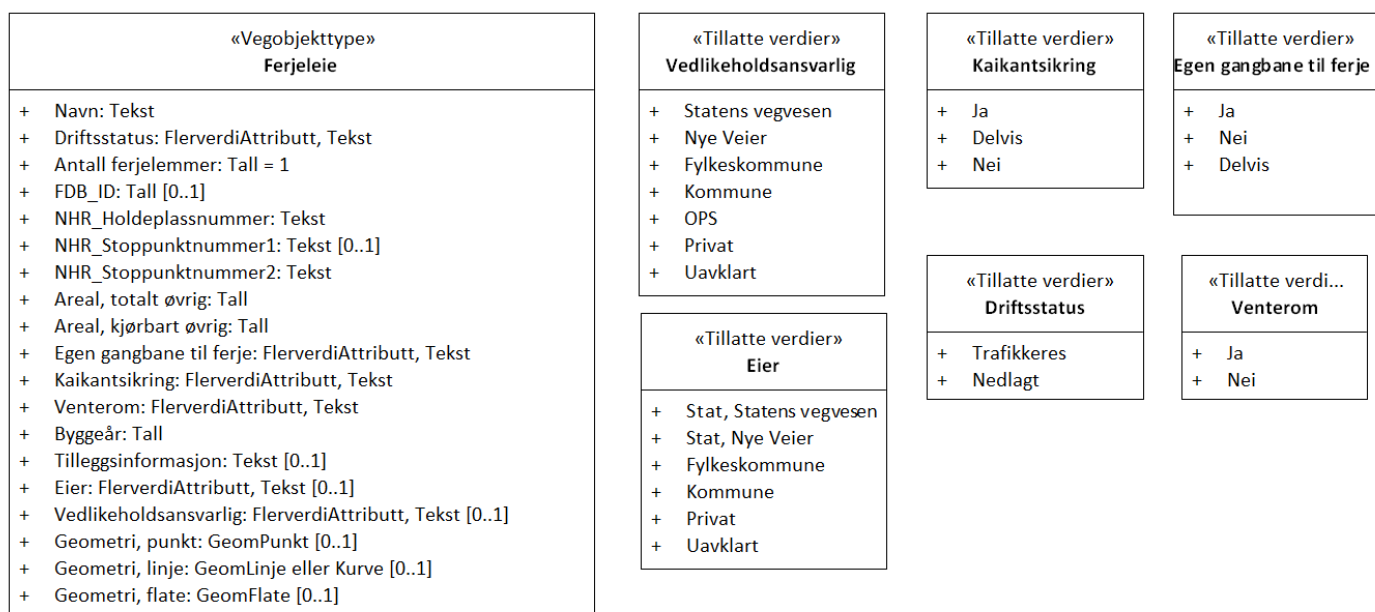 «Vegobjekttype»
Ferjeleie
+ Navn: Tekst
+ Driftsstatus: FlerverdiAttributt, Tekst
+ Antall ferjelemmer: Tall = 1
+ FDB_ID: Tall [0..1]
+ NHR_Holdeplassnummer: Tekst
+ NHR_Stoppunktnummer1: Tekst [0..1]
+ NHR_Stoppunktnummer2: Tekst
+ Areal, totalt øvrig: Tall
+ Areal, kjørbart øvrig: Tall
+ Egen gangbane til ferje: FlerverdiAttributt, Tekst
+ Kaikantsikring: FlerverdiAttributt, Tekst
+ Venterom: FlerverdiAttributt, Tekst
+ Byggeår: Tall
+ Tilleggsinformasjon: Tekst [0..1]
+ Eier: FlerverdiAttributt, Tekst [0..1]
+ Vedlikeholdsansvarlig: FlerverdiAttributt, Tekst [0..1]
+ Geometri, punkt: GeomPunkt [0..1]
+ Geometri, linje: GeomLinje eller Kurve [0..1]
+ Geometri, flate: GeomFlate [0..1]
«Tillatte verdier»
Vedlikeholdsansvarlig
+ Statens vegvesen
+ Nye Veier
+ Fylkeskommune
+ Kommune
+ OPS
+ Privat
+ Uavklart
«Tillatte verdier»
Kaikantsikring
+ Ja
+ Delvis
+ Nei
«Tillatte verdier»
Egen gangbane til ferje
+ Ja
+ Nei
+ Delvis
«Tillatte verdier»
Eier
+ Stat, Statens vegvesen
+ Stat, Nye Veier
+ Fylkeskommune
+ Kommune
+ Privat
+ Uavklart
«Tillatte verdier»
Driftsstatus
+ Trafikkeres
+ Nedlagt
«Tillatte verdi...
Venterom
+ Ja
+ Nei